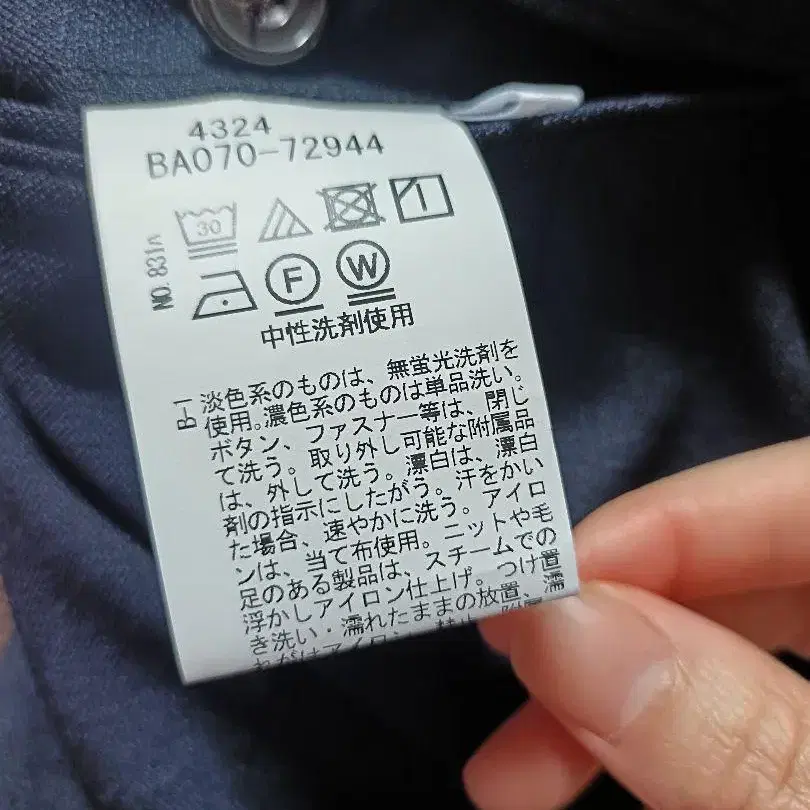 4324
BA070-72944
30
F
W
中性洗剤使用
B-1
淡色系のものは、無蛍光洗剤を
使用。濃色系のものは単品洗い。
ボタン、ファスナー等は、閉じ
て洗う。取り外し可能な附属品
は、外して洗う。漂白は、漂白
剤の指示にしたがう。汗をかい
た場合、速やかに洗う。アイロ
ンは、当て布使用。ニットや毛
足のある製品は、スチームでの
浮かしアイロン仕上げ。つけ置
き洗い・濡れたままの放置、濡